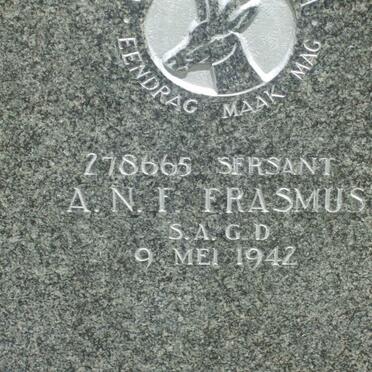 EENDRAG MAAK MAG
278665 SERSANT
A. N. F. ERASMUS
S. A. G. D
9 MEI 1942